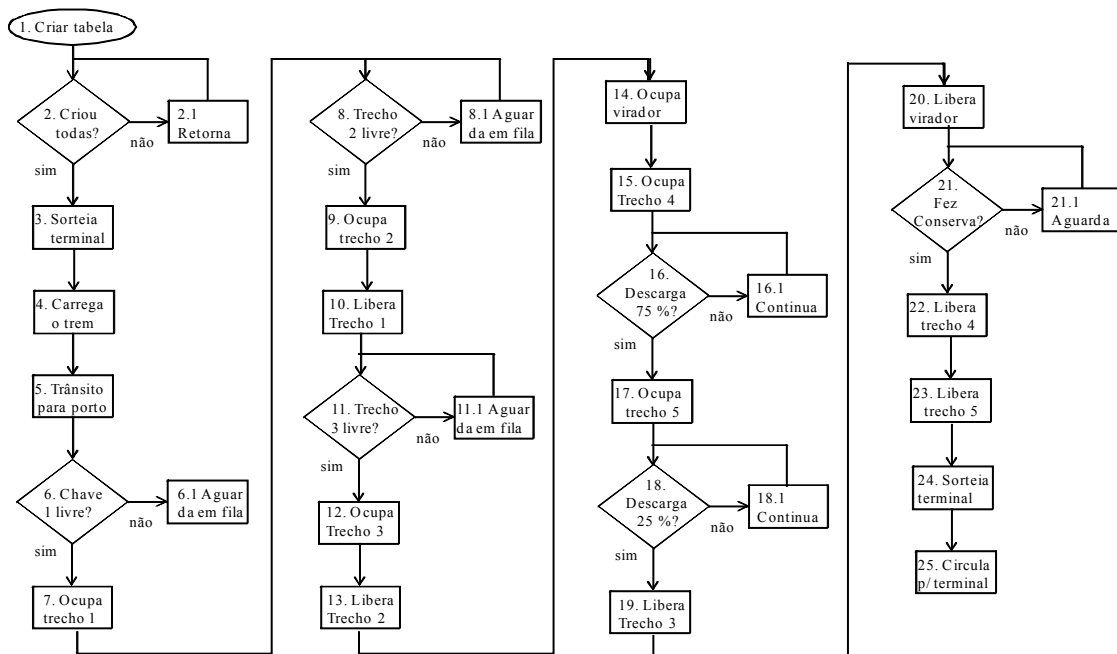 1. Criar tabela
2. Criou
todas?
não
2.1
Retorna
sim
3. Sorteia
terminal
4. Carrega
o trem
5. Trânsito
para porto
6. Chave
1 livre?
não
6.1 Aguar
da em fila
sim
7. Ocupa
trecho 1
8. Trecho
2 livre?
não
8.1 Aguar
da em fila
sim
9. Ocupa
trecho 2
10. Libera
Trecho 1
11. Trecho
3 livre?
não
11.1 Aguar
da em fila
sim
12. Ocupa
Trecho 3
13. Libera
Trecho 2
14. Ocupa
virador
15. Ocupa
Trecho 4
16.
Descarga
75 %?
não
16.1
Continua
sim
17. Ocupa
trecho 5
18.
Descarga
25 %?
não
18.1
Continua
sim
19. Libera
Trecho 3
20. Libera
virador
21.
Fez
Conserva?
não
21.1
Aguarda
sim
22. Libera
trecho 4
23. Libera
trecho 5
24. Sorteia
terminal
25. Circula
p/terminal